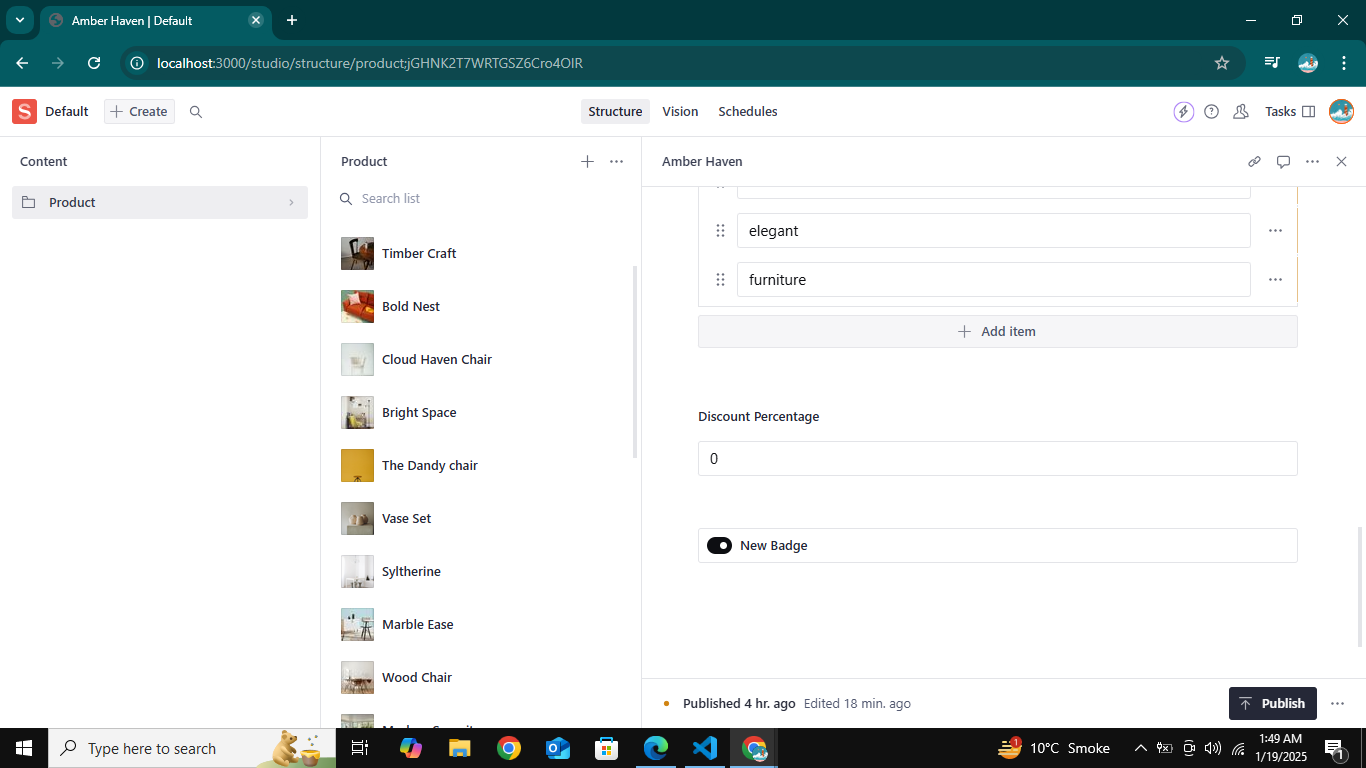 Amber Haven | Default
localhost:3000/studio/structure/product;jGHNK2T7WRTGSZ6Cro4OIR
S Default Create Structure Vision Schedules Tasks
Content
Product
Product
Search list
Timber Craft
Bold Nest
Cloud Haven Chair
Bright Space
The Dandy chair
Vase Set
Syltherine
Marble Ease
Wood Chair
Amber Haven
elegant
furniture
Add item
Discount Percentage
0
New Badge
Published 4 hr. ago Edited 18 min. ago Publish
Type here to search
1
10°C Smoke
1:49 AM
1/19/2025
1